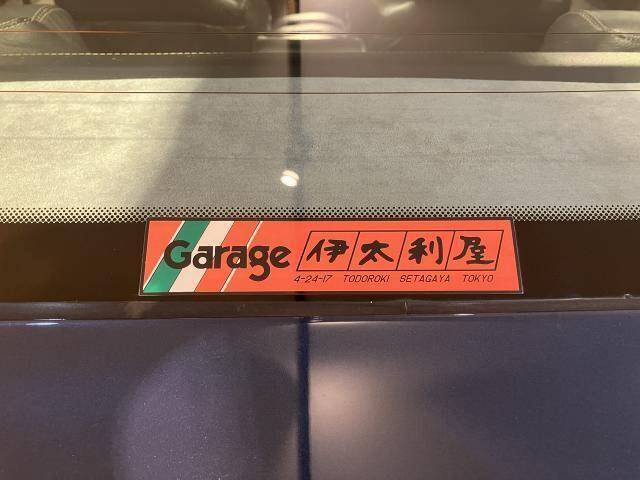 Garage 伊太利屋
4-24-17 TODOROKI SETAGAYA TOKYO